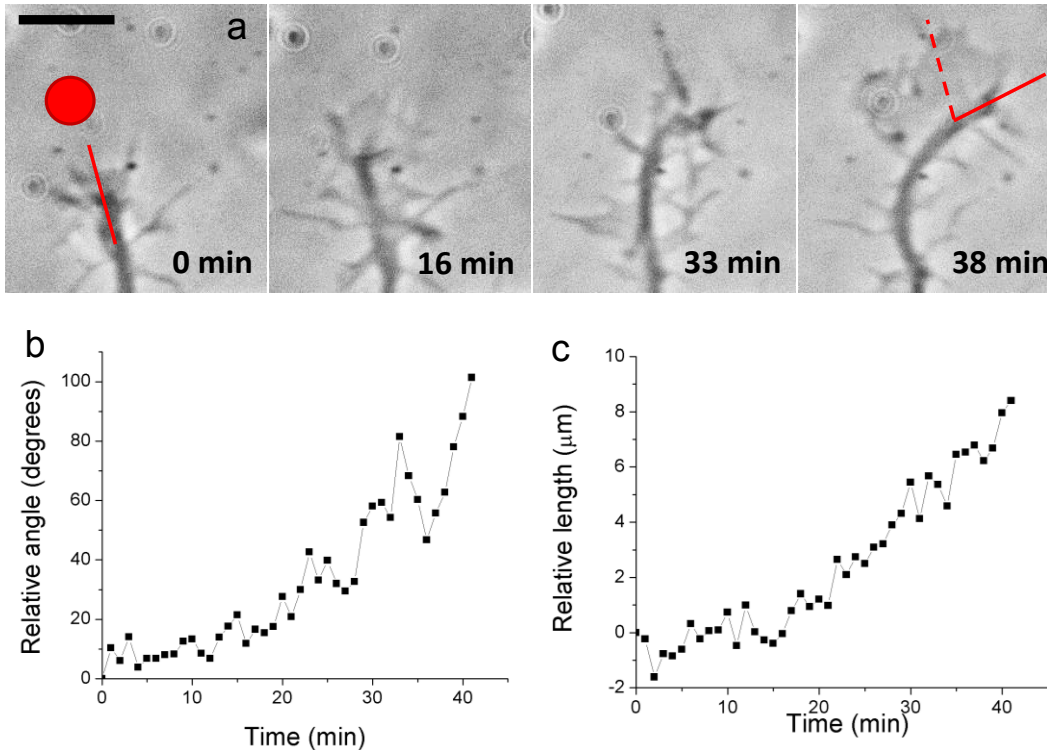 a
0 min
16 min
33 min
38 min
b
Relative angle (degrees)
100
80
60
40
20
0
0
10
20
30
40
Time (min)
c
Relative length (μm)
10
8
6
4
2
0
-2
0
10
20
30
40
Time (min)